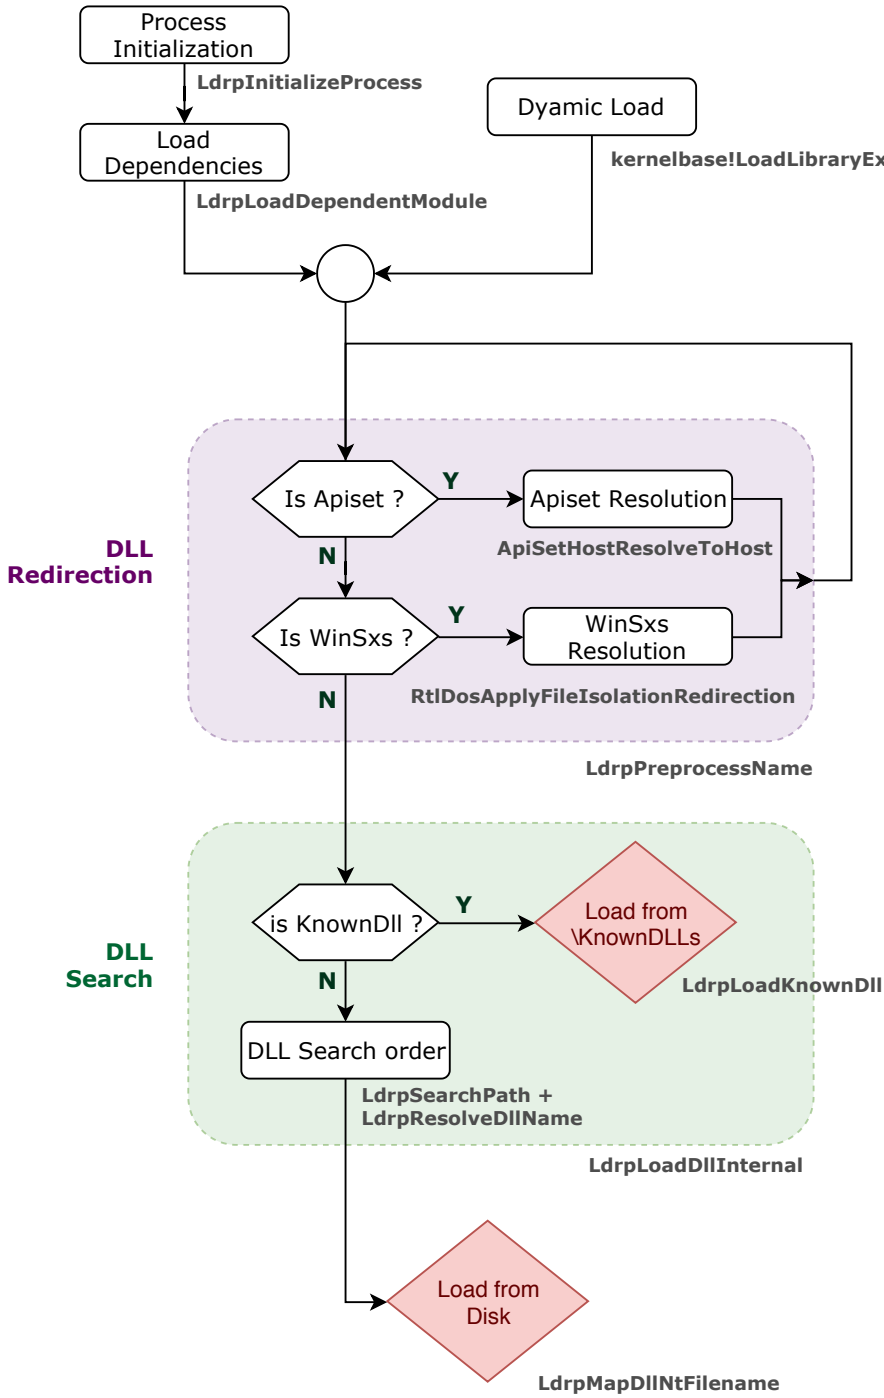 Process
Initialization
LdrpInitializeProcess
Dyamic Load
Load
Dependencies
kernelbase!LoadLibraryEx
LdrpLoadDependentModule
Is Apiset ?
Y
Apiset Resolution
ApiSetHostResolveToHost
DLL
Redirection
N
Is WinSxs ?
Y
WinSxs
Resolution
RtlDosApplyFileIsolationRedirection
N
LdrpPreprocessName
is KnownDll ?
Y
Load from
\KnownDLLs
LdrpLoadKnownDll
DLL
Search
N
DLL Search order
LdrpSearchPath +
LdrpResolveDllName
LdrpLoadDllInternal
Load from
Disk
LdrpMapDllNtFilename